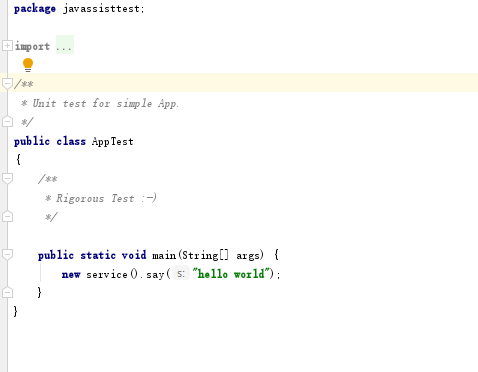 package javassisttest;
import ...
/**
* Unit test for simple App.
*/
public class AppTest
{
/**
* Rigorous Test :-)
*/
public static void main(String[] args) {
new service().say( s: "hello world");
}
}